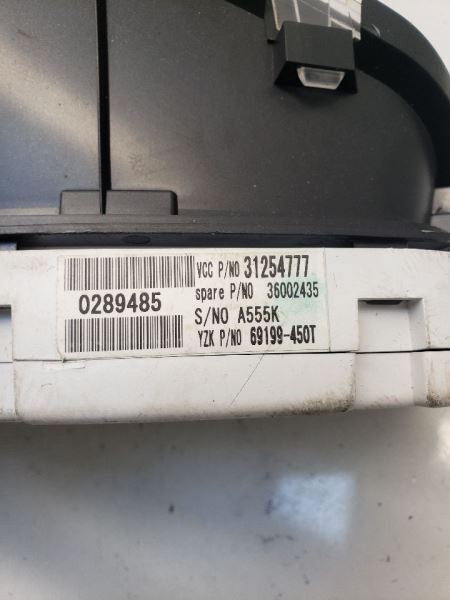 0289485
VCC P/NO 31254777
spare P/NO 36002435
S/NO A555K
YZK P/NO 69199-450T